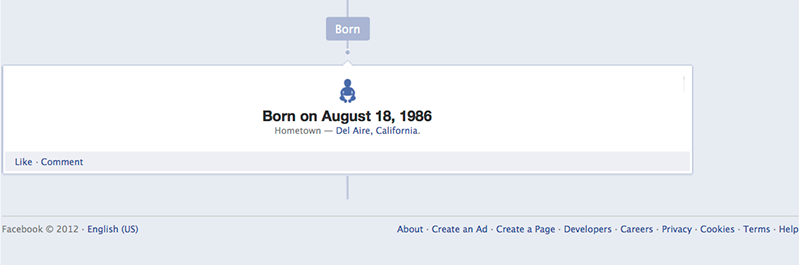 Born
Born on August 18, 1986
Hometown — Del Aire, California.
Like · Comment
Facebook © 2012 · English (US)
About · Create an Ad · Create a Page · Developers · Careers · Privacy · Cookies · Terms · Help